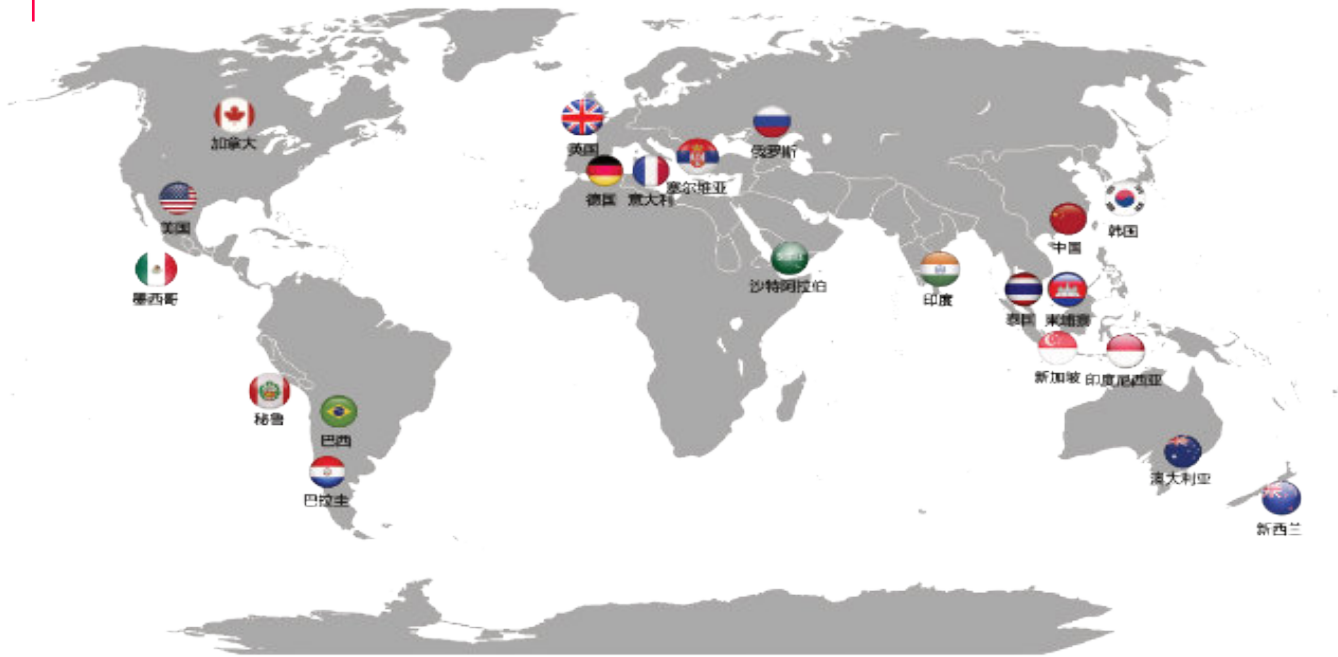 加拿大
英国
俄罗斯
美国
德国
意大利
塞尔维亚
韩国
中国
墨西哥
沙特阿拉伯
印度
泰国
柬埔寨
新加坡
印度尼西亚
秘鲁
巴西
巴拉圭
澳大利亚
新西兰